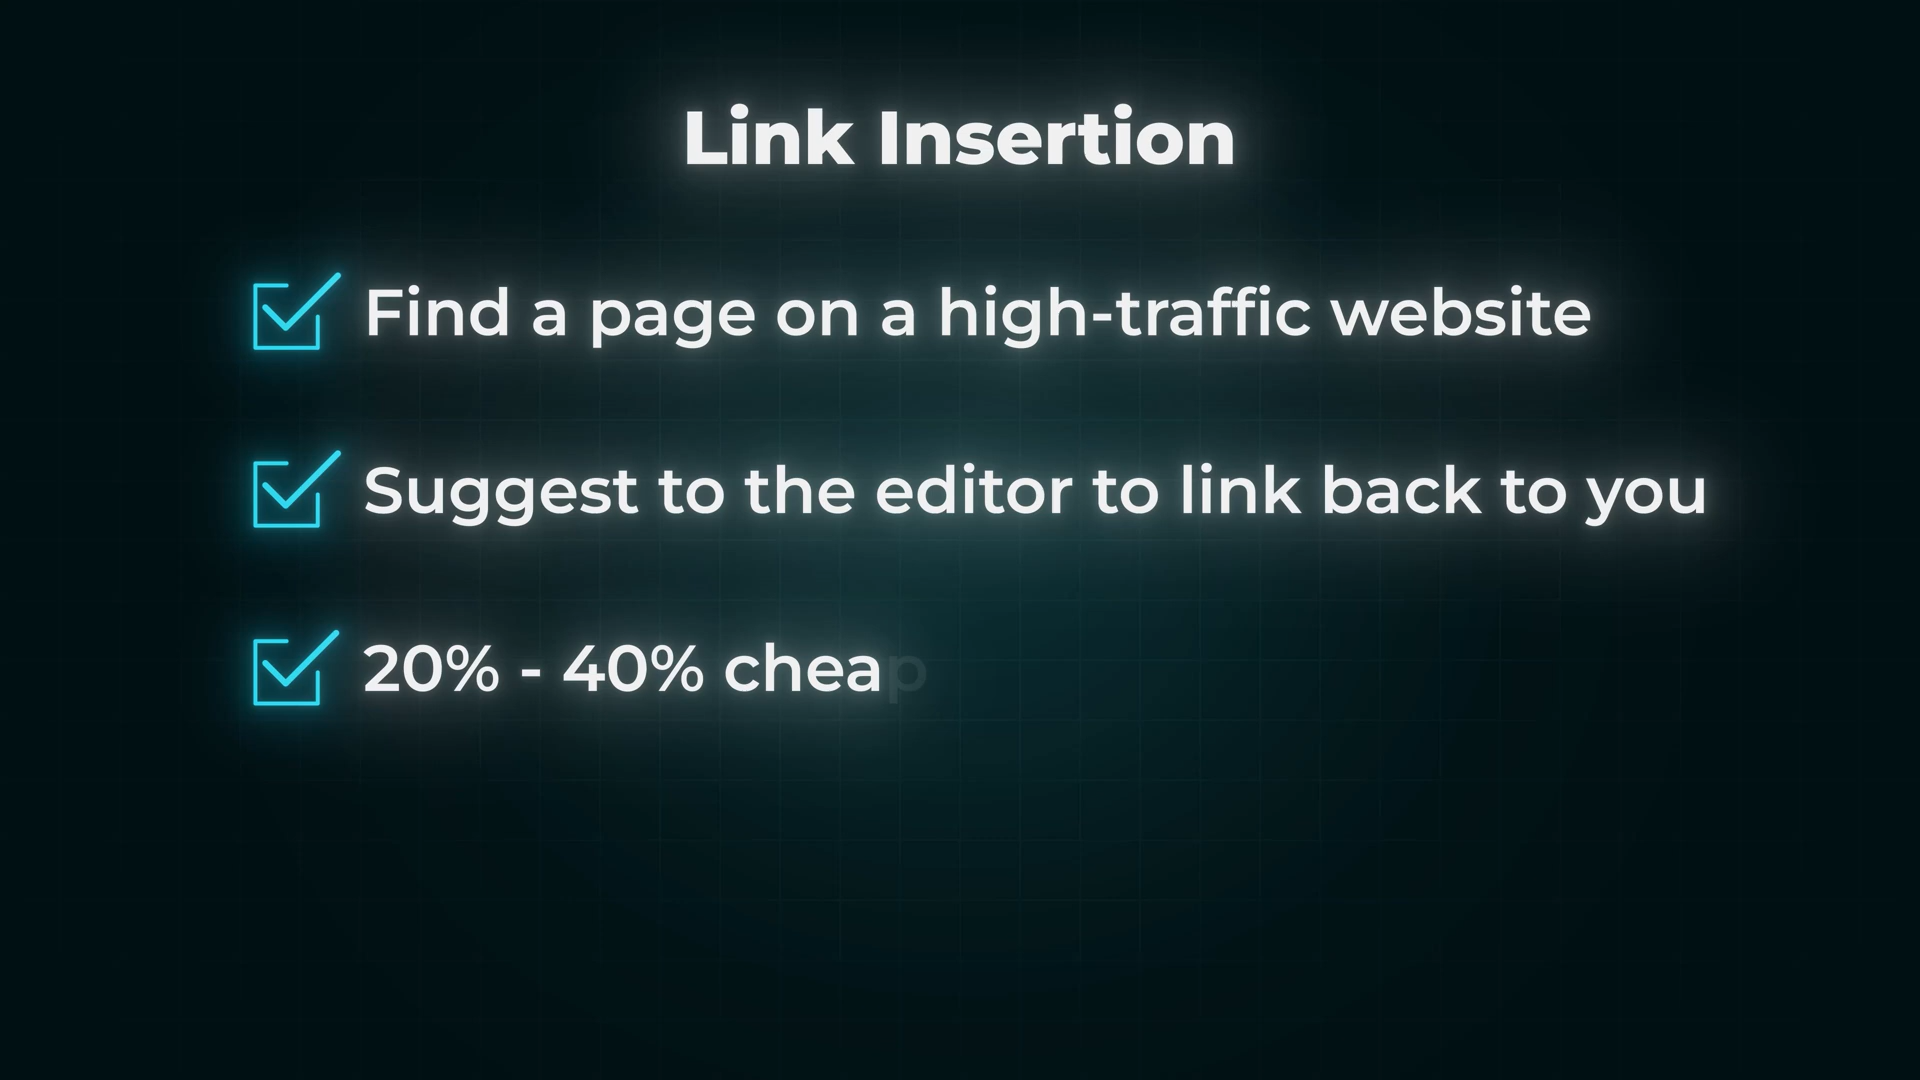 Link Insertion
Find a page on a high-traffic website
Suggest to the editor to link back to you
20% - 40% cheap